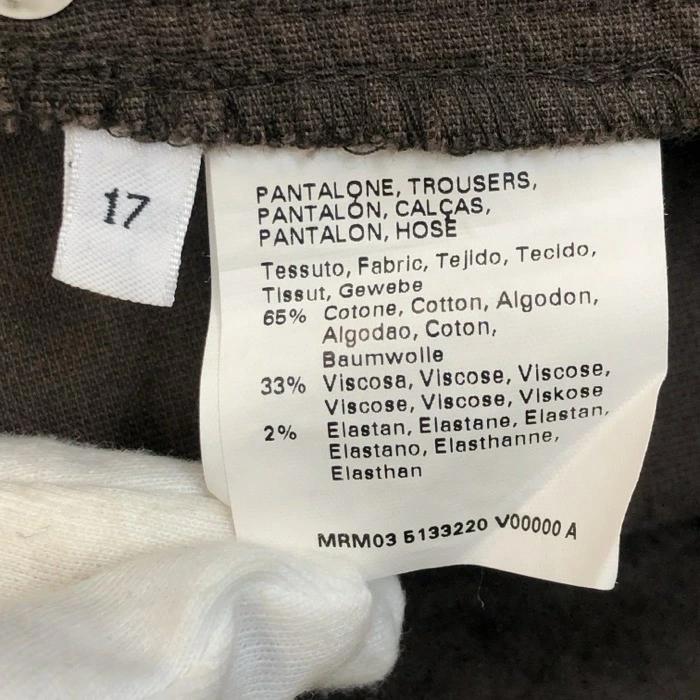 17
PANTALONE, TROUSERS,
PANTALÓN, CALÇAS,
PANTALON, HOSE
Tessuto, Fabric, Tejido, Tecido,
Tissut, Gewebe
65% Cotone, Cotton, Algodon,
Algodao, Coton,
Baumwolle
33% Viscosa, Viscose, Viscose,
Viscose, Viscose, Viskose
2% Elastan, Elastane, Elastan,
Elastano, Elasthanne,
Elasthan
MRM03 5133220 V00000 A